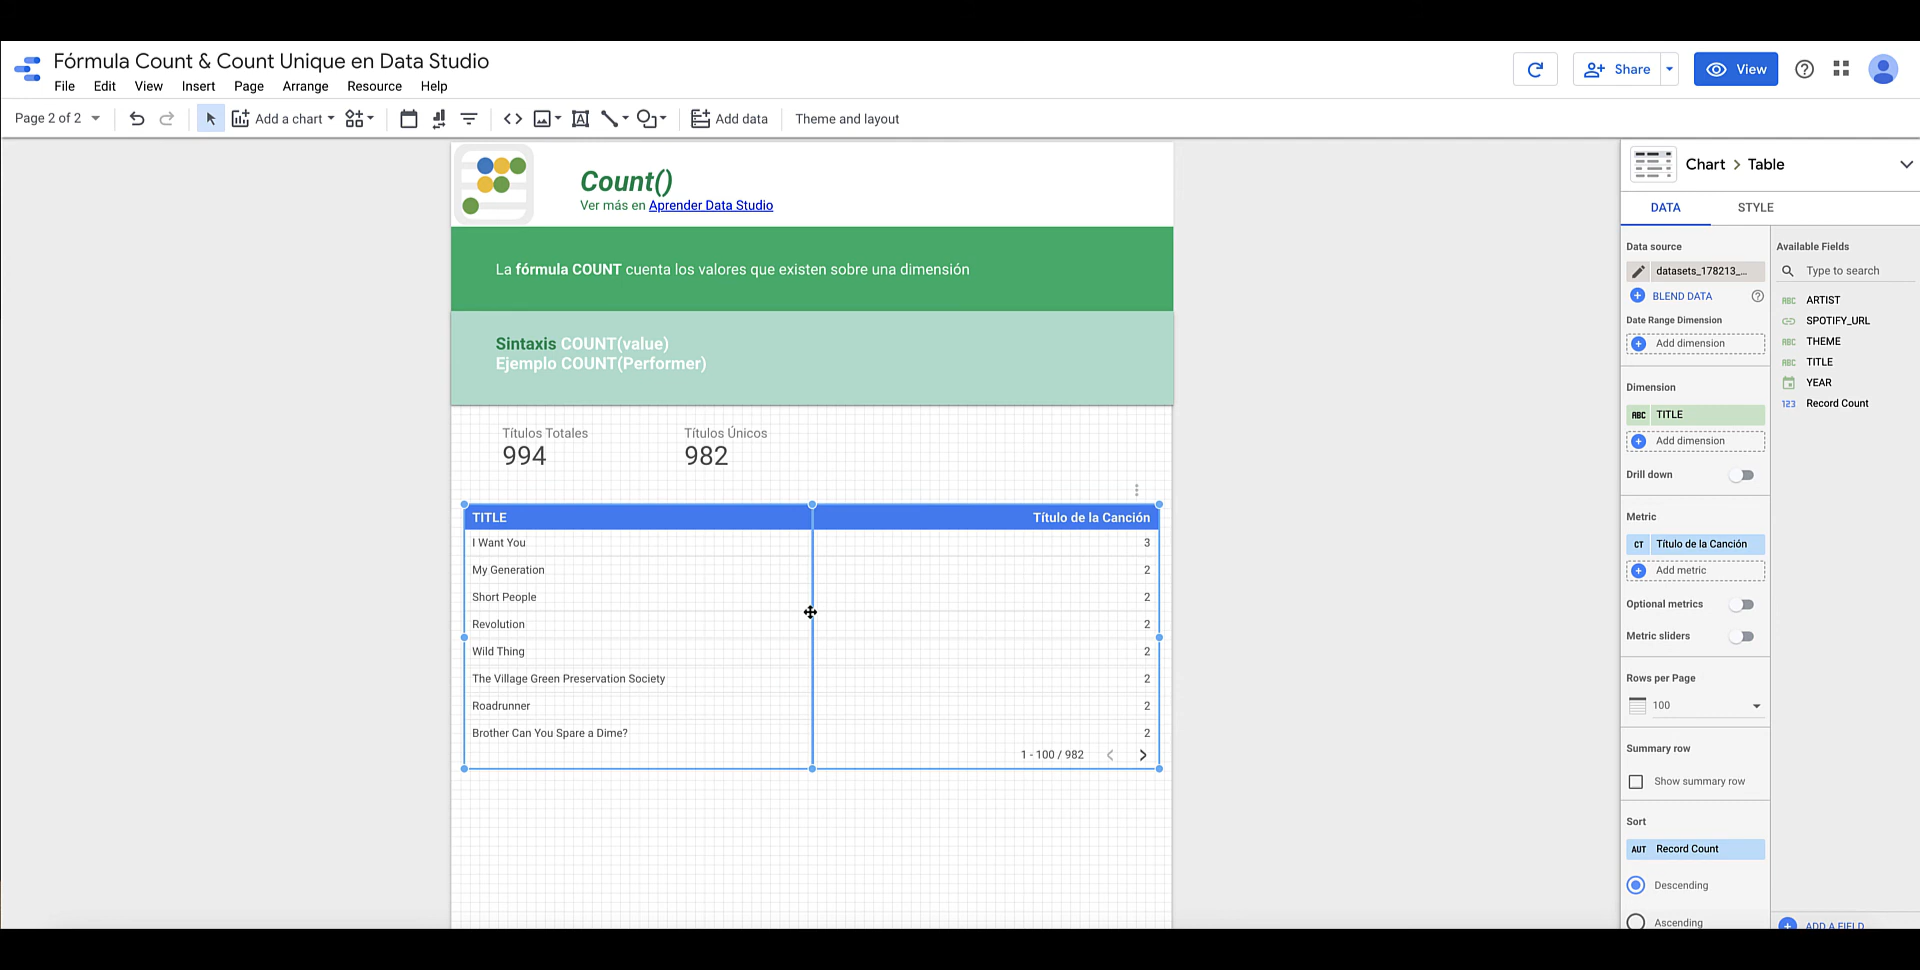 Fórmula Count & Count Unique en Data Studio
File Edit View Insert Page Arrange Resource Help
Share
View
Page 2 of 2
Add a chart
Add data
Theme and layout
Count()
Ver más en Aprender Data Studio
La fórmula COUNT cuenta los valores que existen sobre una dimensión
Sintaxis COUNT(value)
Ejemplo COUNT(Performer)
Títulos Totales
994
Títulos Únicos
982
TITLE Título de la Canción
I Want You 3
My Generation 2
Short People 2
Revolution 2
Wild Thing 2
The Village Green Preservation Society 2
Roadrunner 2
Brother Can You Spare a Dime? 2
1 - 100 / 982
Chart > Table
DATA STYLE
Data source
datasets_178213_...
BLEND DATA
Date Range Dimension
Add dimension
Dimension
ABC TITLE
Add dimension
Drill down
Metric
CT Título de la Canción
Add metric
Optional metrics
Metric sliders
Rows per Page
100
Summary row
Show summary row
Sort
AUT Record Count
Descending
Ascending
Available Fields
Type to search
ABC ARTIST
SPOTIFY_URL
ABC THEME
ABC TITLE
YEAR
123 Record Count
ADD A FIELD